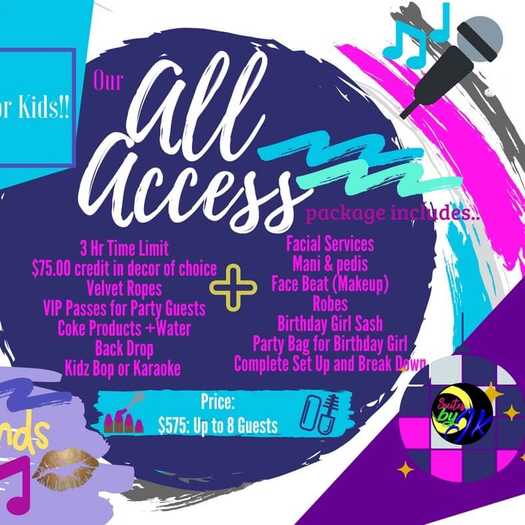 or Kids!!
Our
All
Access
package includes..
3 Hr Time Limit
$75.00 credit in decor of choice
Velvet Ropes
VIP Passes for Party Guests
Coke Products +Water
Back Drop
Kidz Bop or Karaoke
+
Facial Services
Mani & pedis
Face Beat (Makeup)
Robes
Birthday Girl Sash
Party Bag for Birthday Girl
Complete Set Up and Break Down
Price:
$575: Up to 8 Guests
nds
Suites
by